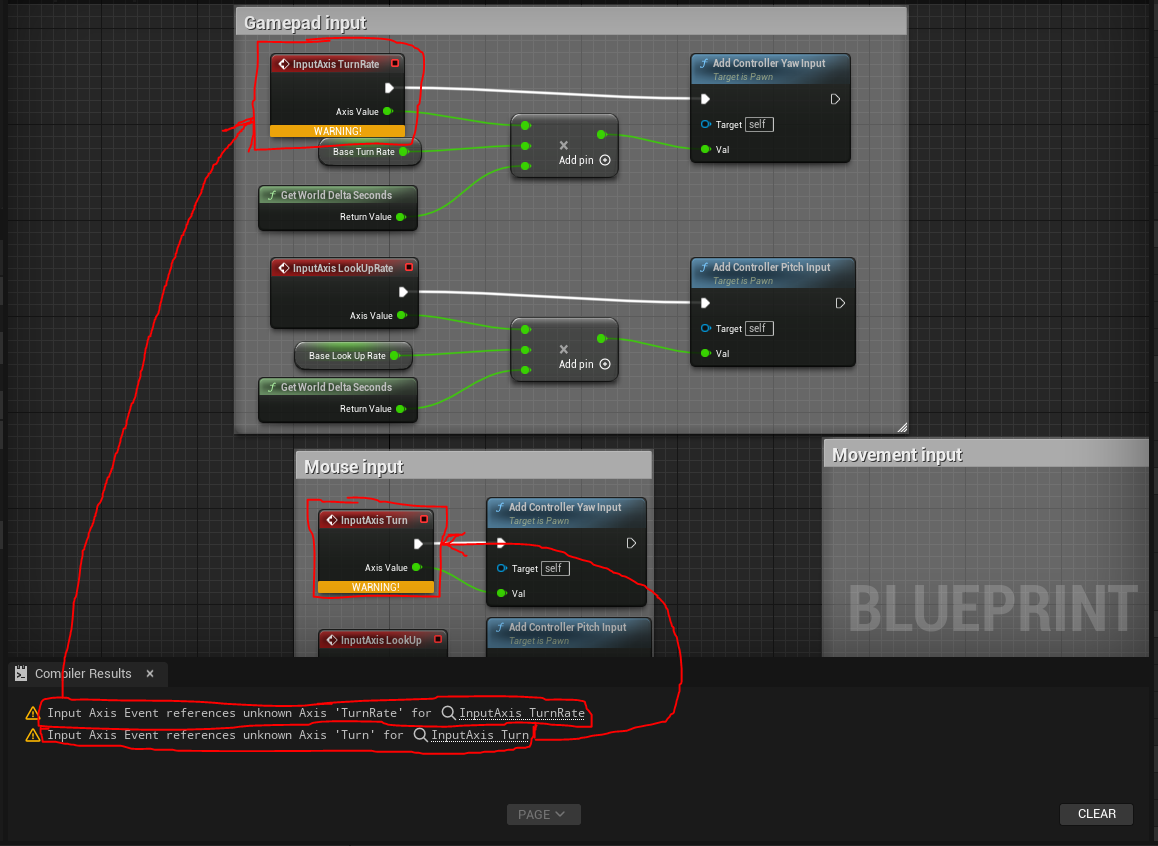 Gamepad input
InputAxis TurnRate
Axis Value
WARNING!
Base Turn Rate
f Get World Delta Seconds
Return Value
×
Add pin
f Add Controller Yaw Input
Target is Pawn
Target self
Val
InputAxis LookUpRate
Axis Value
Base Look Up Rate
f Get World Delta Seconds
Return Value
×
Add pin
f Add Controller Pitch Input
Target is Pawn
Target self
Val
Mouse input
InputAxis Turn
Axis Value
WARNING!
f Add Controller Yaw Input
Target is Pawn
Target self
Val
InputAxis LookUp
f Add Controller Pitch Input
Target is Pawn
Movement input
BLUEPRINT
Compiler Results ×
Input Axis Event references unknown Axis 'TurnRate' for InputAxis TurnRate
Input Axis Event references unknown Axis 'Turn' for InputAxis Turn
PAGE
CLEAR